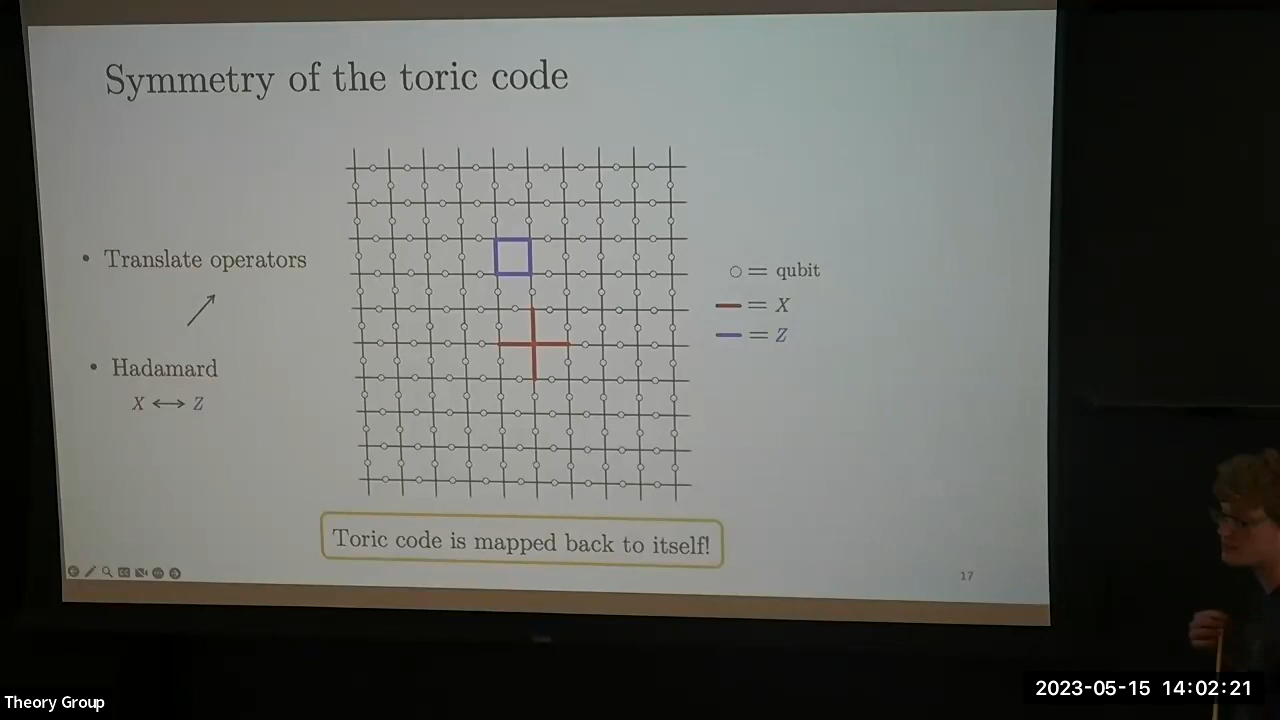 Symmetry of the toric code
• Translate operators
• Hadamard
X ⟷ Z
○ = qubit
— = X
— = Z
Toric code is mapped back to itself!
17
Theory Group
2023-05-15 14:02:21